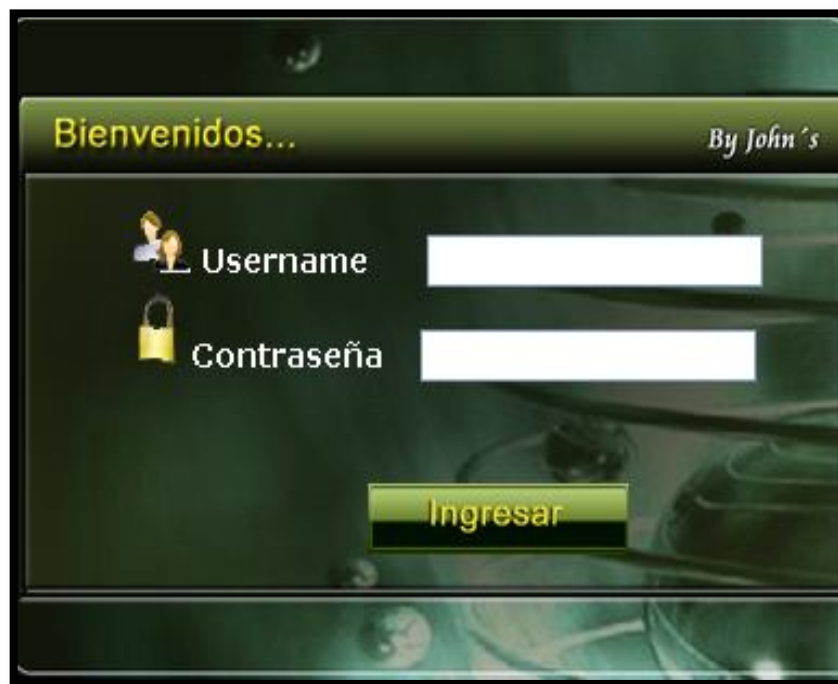 Bienvenidos...
By John´s
Username
Contraseña
Ingresar